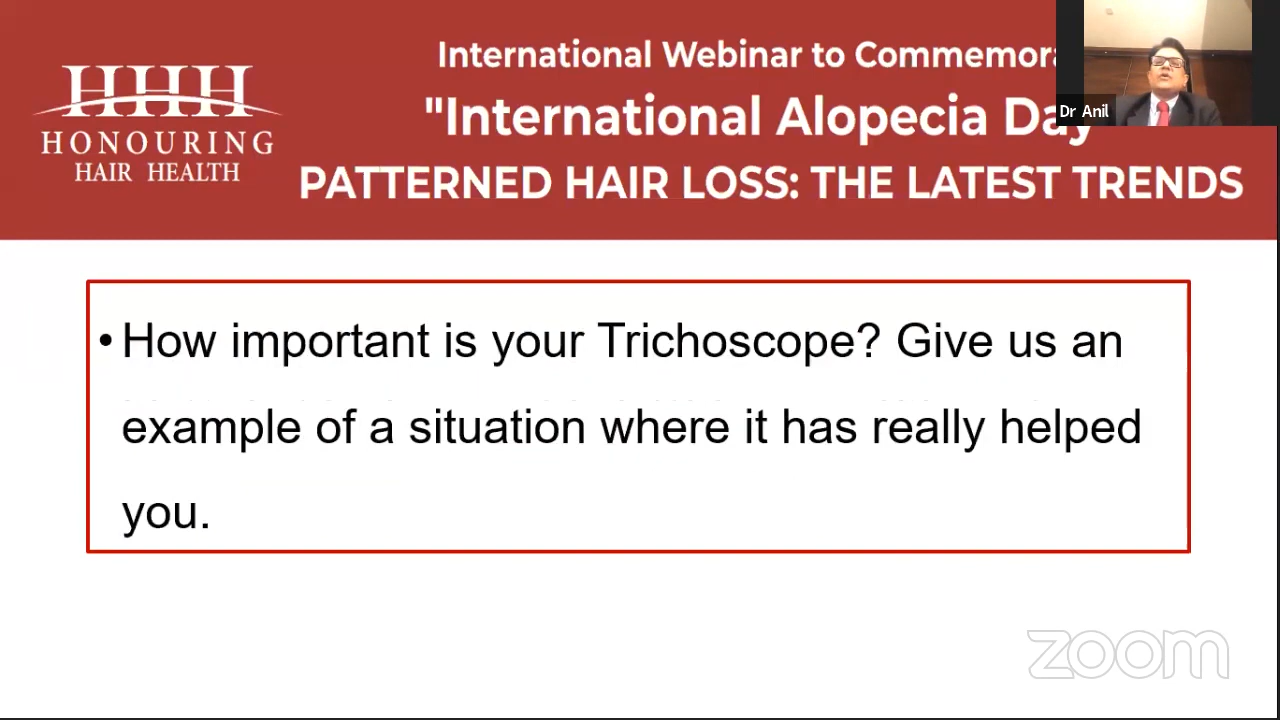 HHH
HONOURING
HAIR HEALTH
International Webinar to Commemora
"International Alopecia Day
PATTERNED HAIR LOSS: THE LATEST TRENDS
Dr Anil
• How important is your Trichoscope? Give us an
example of a situation where it has really helped
you.
zoom